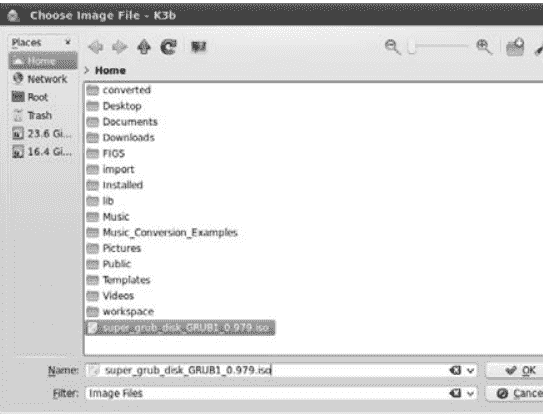 Choose Image File - K3b
Places ×
Home
Network
Root
Trash
23.6 Gi...
16.4 Gi...
> Home
converted
Desktop
Documents
Downloads
FIGS
import
Installed
lib
Music
Music_Conversion_Examples
Pictures
Public
Templates
Videos
workspace
super_grub_disk_GRUB1_0.979.iso
Name: super_grub_disk_GRUB1_0.979.iso OK
Filter: Image Files Cance